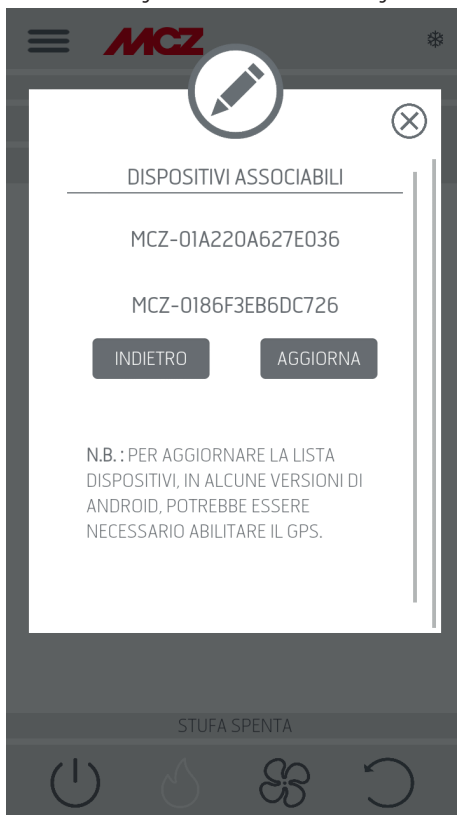 MCZ
DISPOSITIVI ASSOCIABILI
MCZ-01A220A627E036
MCZ-0186F3EB6DC726
INDIETRO
AGGIORNA
N.B. : PER AGGIORNARE LA LISTA
DISPOSITIVI, IN ALCUNE VERSIONI DI
ANDROID, POTREBBE ESSERE
NECESSARIO ABILITARE IL GPS.
STUFA SPENTA